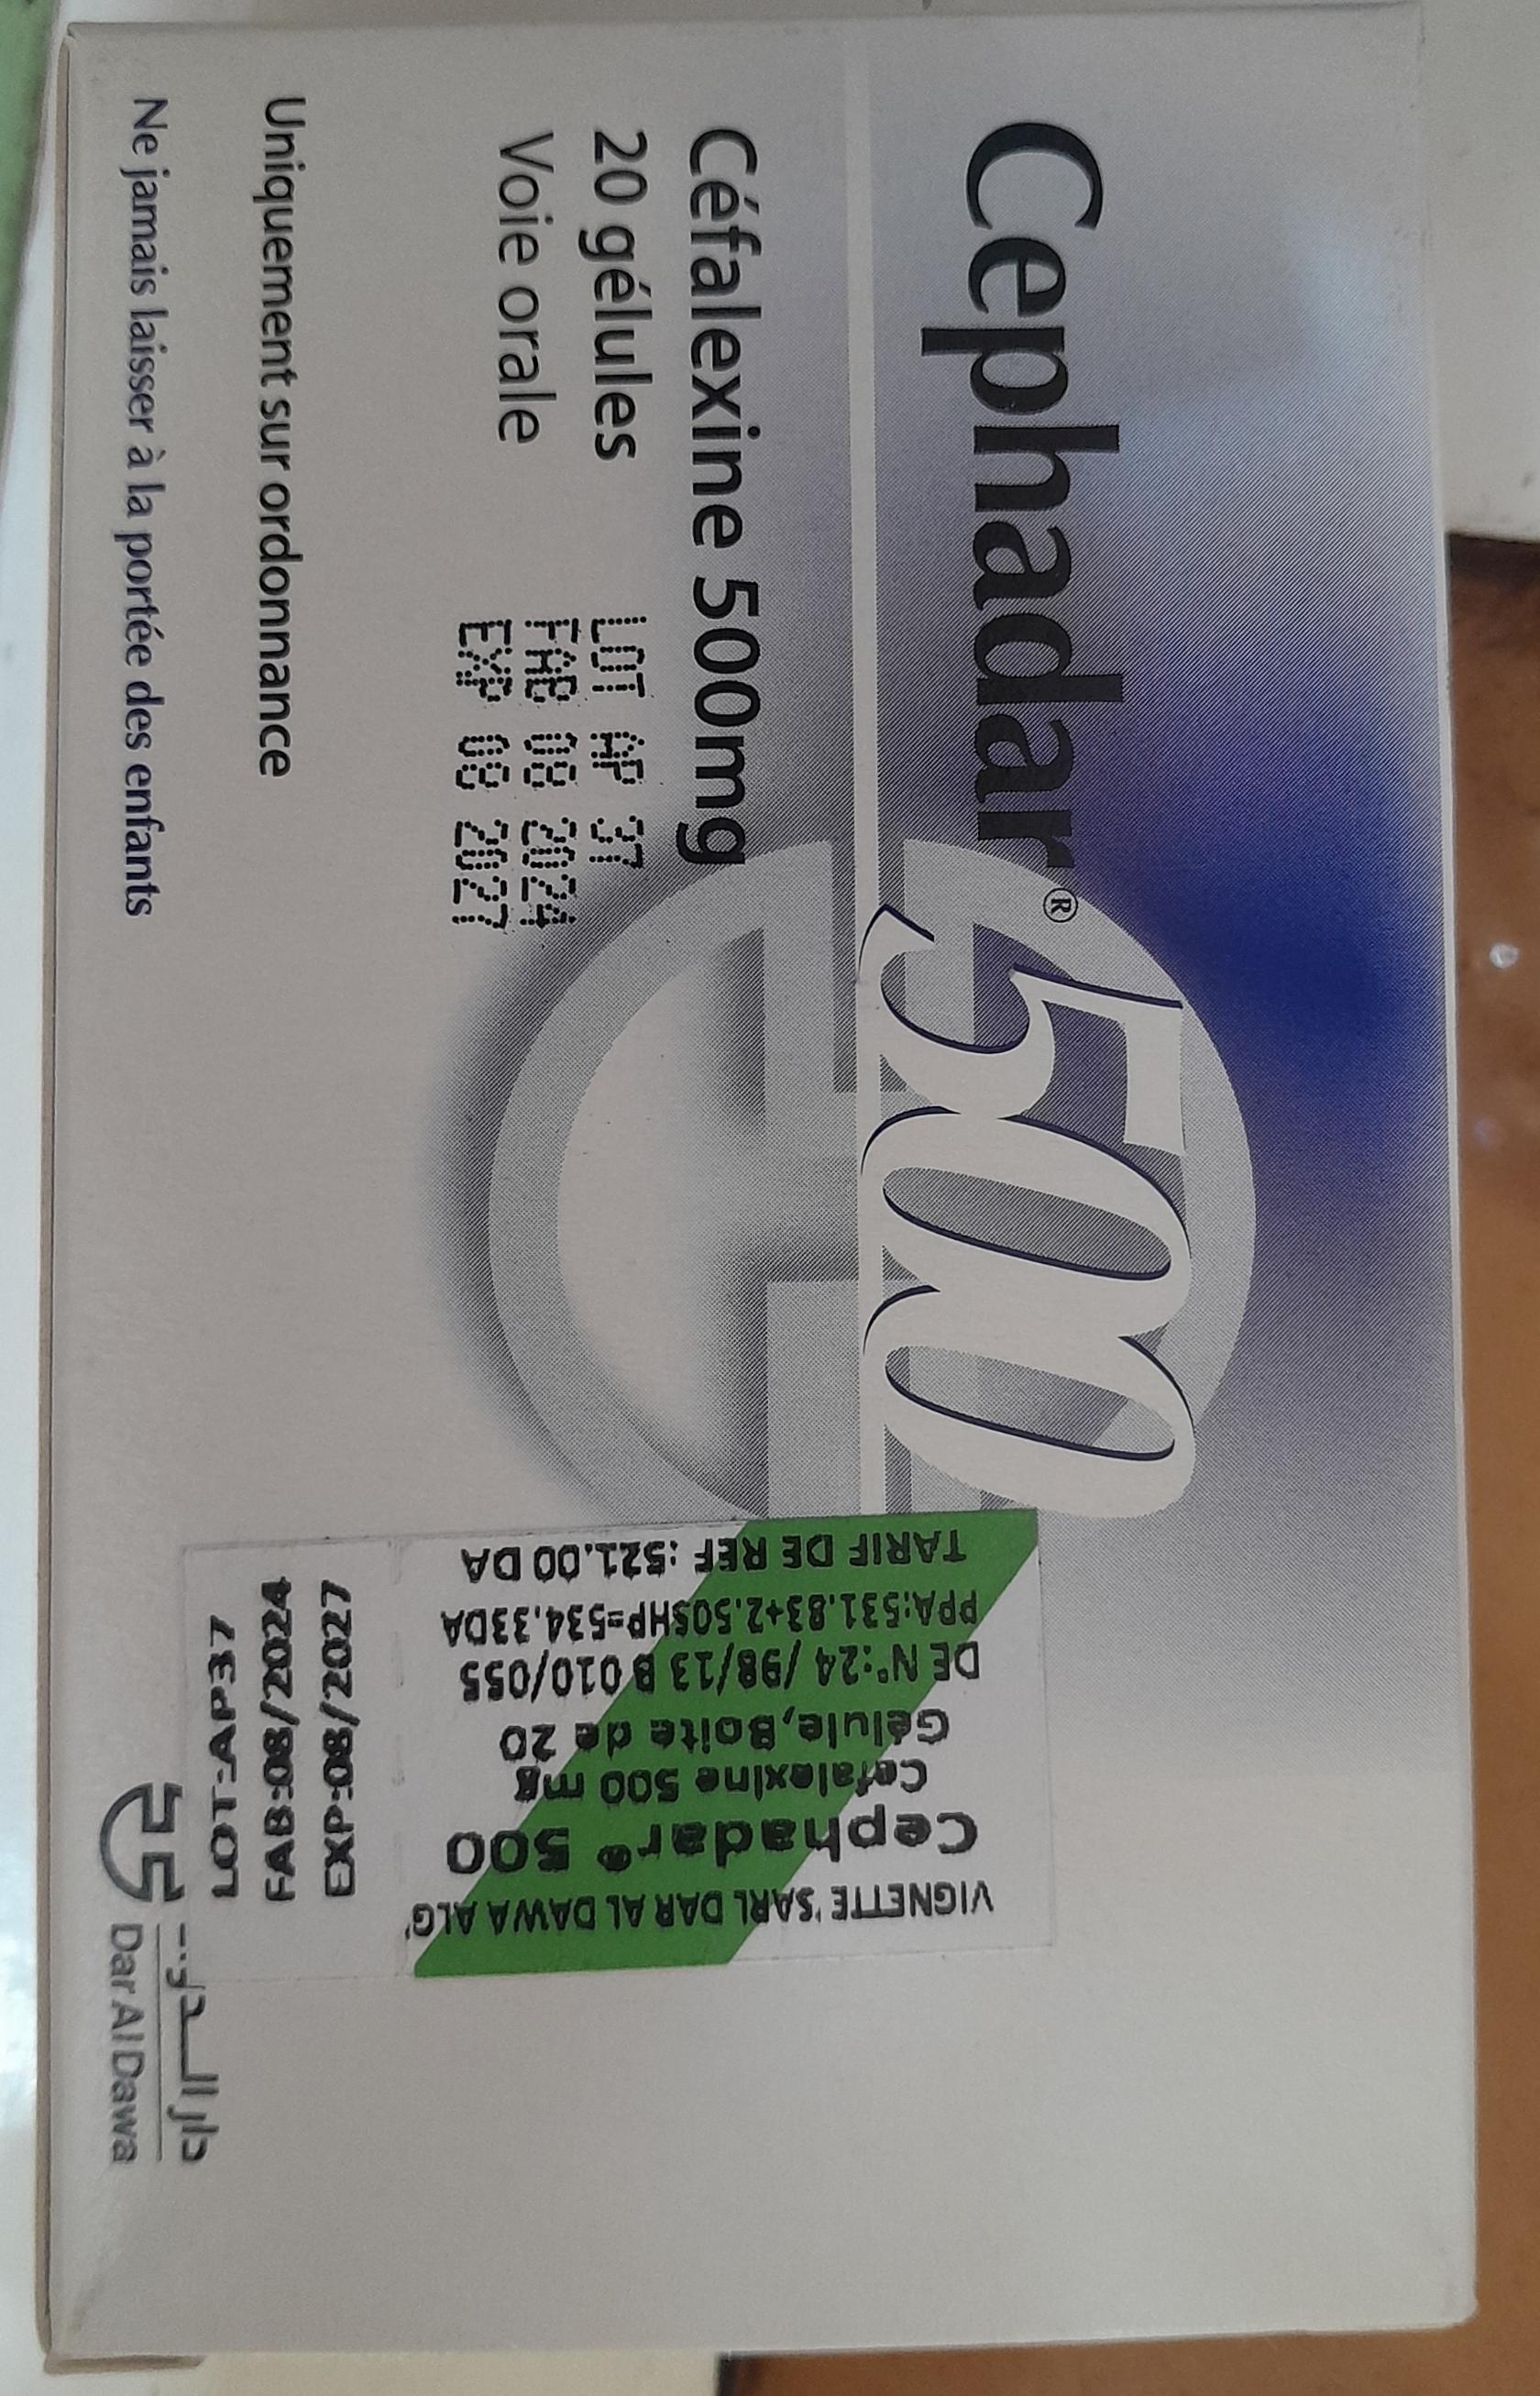 Cephadar®
500
Céfalexine 500mg
20 gélules
Voie orale
LOT AP 37
FAB 08 2024
EXP 08 2027
Uniquement sur ordonnance
Ne jamais laisser à la portée des enfants
VIGNETTE SARL DAR AL DAWA ALG
Cephadar® 500
Cefalexine 500 mg
Gélule,Boite de 20
DE N°:24 /98/13 B 010/055
PPA:531.83+2.50SHP=534.33DA
TARIF DE REF :521.00 DA
EXP:08/2027
FAB:08/2024
LOT:AP37
دار الدواء
Dar Al Dawa